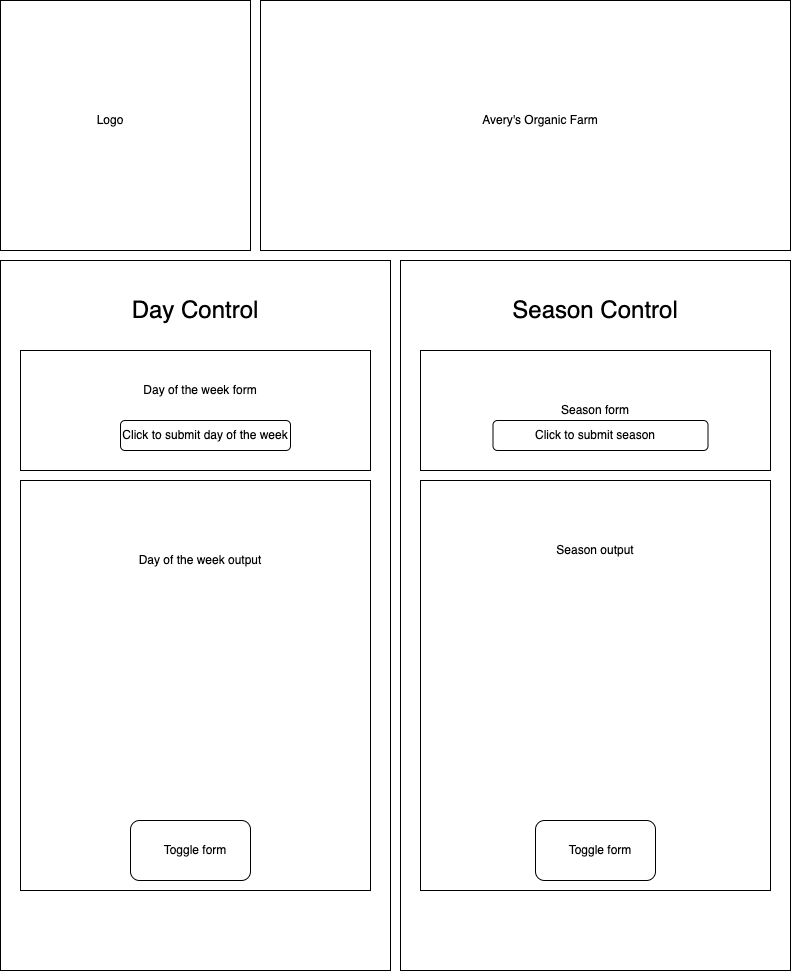 Logo
Avery's Organic Farm
Day Control
Day of the week form
Click to submit day of the week
Day of the week output
Toggle form
Season Control
Season form
Click to submit season
Season output
Toggle form